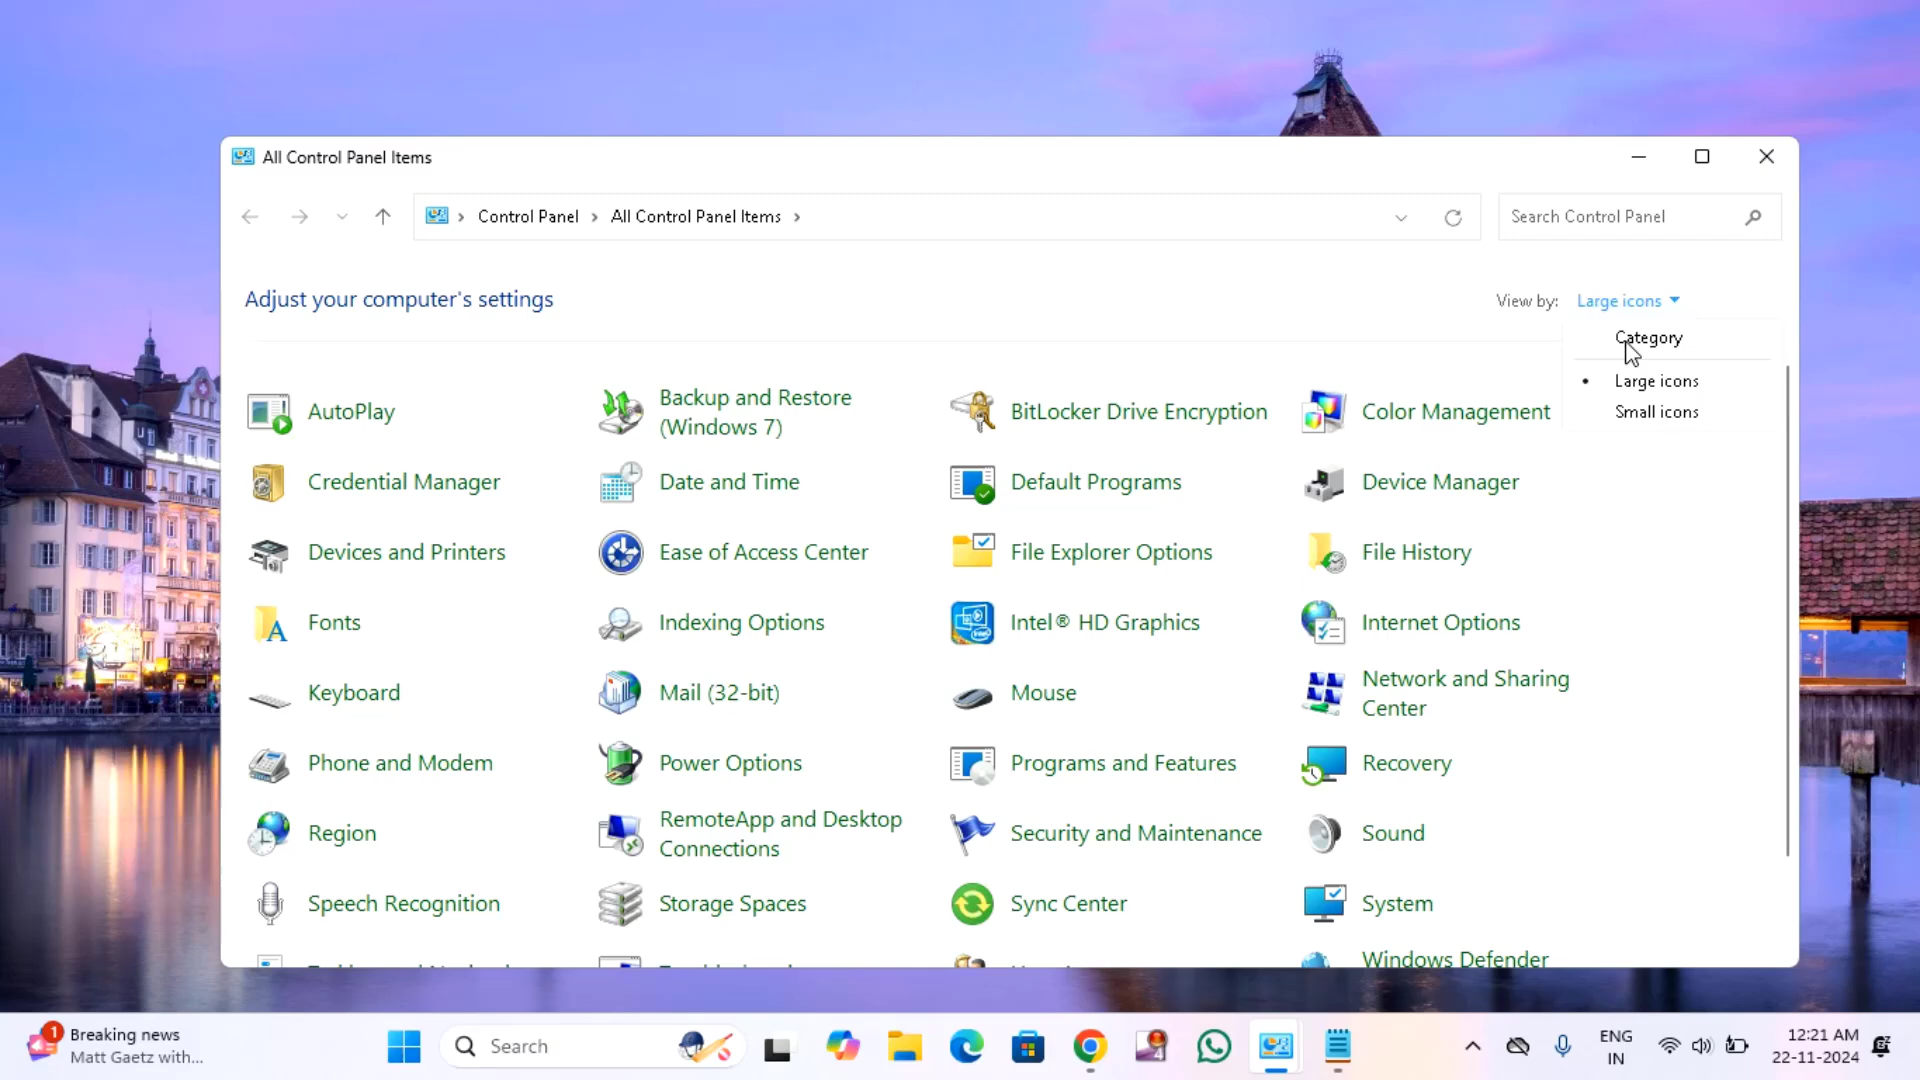 All Control Panel Items
Control Panel
All Control Panel Items
Search Control Panel
Adjust your computer's settings
View by:
Large icons
Category
Large icons
Small icons
AutoPlay
Backup and Restore
(Windows 7)
BitLocker Drive Encryption
Color Management
Credential Manager
Date and Time
Default Programs
Device Manager
Devices and Printers
Ease of Access Center
File Explorer Options
File History
Fonts
Indexing Options
Intel® HD Graphics
Internet Options
Keyboard
Mail (32-bit)
Mouse
Network and Sharing
Center
Phone and Modem
Power Options
Programs and Features
Recovery
Region
RemoteApp and Desktop
Connections
Security and Maintenance
Sound
Speech Recognition
Storage Spaces
Sync Center
System
Windows Defender
1
Breaking news
Matt Gaetz with...
Search
4
ENG
IN
12:21 AM
22-11-2024